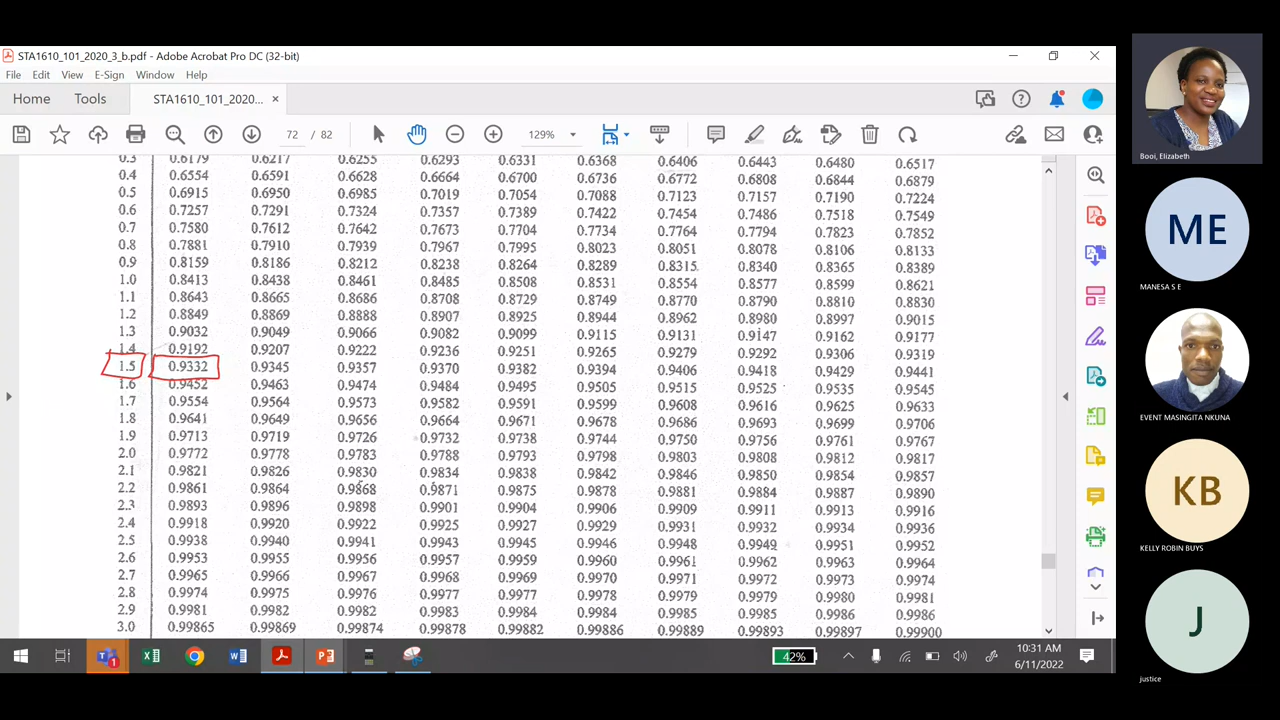 STA1610_101_2020_3_b.pdf - Adobe Acrobat Pro DC (32-bit)
File Edit View E-Sign Window Help
Home Tools STA1610_101_2020... ×
72 / 82 129%
0.3 0.6179 0.6217 0.6255 0.6293 0.6331 0.6368 0.6406 0.6443 0.6480 0.6517
0.4 0.6554 0.6591 0.6628 0.6664 0.6700 0.6736 0.6772 0.6808 0.6844 0.6879
0.5 0.6915 0.6950 0.6985 0.7019 0.7054 0.7088 0.7123 0.7157 0.7190 0.7224
0.6 0.7257 0.7291 0.7324 0.7357 0.7389 0.7422 0.7454 0.7486 0.7518 0.7549
0.7 0.7580 0.7612 0.7642 0.7673 0.7704 0.7734 0.7764 0.7794 0.7823 0.7852
0.8 0.7881 0.7910 0.7939 0.7967 0.7995 0.8023 0.8051 0.8078 0.8106 0.8133
0.9 0.8159 0.8186 0.8212 0.8238 0.8264 0.8289 0.8315 0.8340 0.8365 0.8389
1.0 0.8413 0.8438 0.8461 0.8485 0.8508 0.8531 0.8554 0.8577 0.8599 0.8621
1.1 0.8643 0.8665 0.8686 0.8708 0.8729 0.8749 0.8770 0.8790 0.8810 0.8830
1.2 0.8849 0.8869 0.8888 0.8907 0.8925 0.8944 0.8962 0.8980 0.8997 0.9015
1.3 0.9032 0.9049 0.9066 0.9082 0.9099 0.9115 0.9131 0.9147 0.9162 0.9177
1.4 0.9192 0.9207 0.9222 0.9236 0.9251 0.9265 0.9279 0.9292 0.9306 0.9319
1.5 0.9332 0.9345 0.9357 0.9370 0.9382 0.9394 0.9406 0.9418 0.9429 0.9441
1.6 0.9452 0.9463 0.9474 0.9484 0.9495 0.9505 0.9515 0.9525 0.9535 0.9545
1.7 0.9554 0.9564 0.9573 0.9582 0.9591 0.9599 0.9608 0.9616 0.9625 0.9633
1.8 0.9641 0.9649 0.9656 0.9664 0.9671 0.9678 0.9686 0.9693 0.9699 0.9706
1.9 0.9713 0.9719 0.9726 0.9732 0.9738 0.9744 0.9750 0.9756 0.9761 0.9767
2.0 0.9772 0.9778 0.9783 0.9788 0.9793 0.9798 0.9803 0.9808 0.9812 0.9817
2.1 0.9821 0.9826 0.9830 0.9834 0.9838 0.9842 0.9846 0.9850 0.9854 0.9857
2.2 0.9861 0.9864 0.9868 0.9871 0.9875 0.9878 0.9881 0.9884 0.9887 0.9890
2.3 0.9893 0.9896 0.9898 0.9901 0.9904 0.9906 0.9909 0.9911 0.9913 0.9916
2.4 0.9918 0.9920 0.9922 0.9925 0.9927 0.9929 0.9931 0.9932 0.9934 0.9936
2.5 0.9938 0.9940 0.9941 0.9943 0.9945 0.9946 0.9948 0.9949 0.9951 0.9952
2.6 0.9953 0.9955 0.9956 0.9957 0.9959 0.9960 0.9961 0.9962 0.9963 0.9964
2.7 0.9965 0.9966 0.9967 0.9968 0.9969 0.9970 0.9971 0.9972 0.9973 0.9974
2.8 0.9974 0.9975 0.9976 0.9977 0.9977 0.9978 0.9979 0.9979 0.9980 0.9981
2.9 0.9981 0.9982 0.9982 0.9983 0.9984 0.9984 0.9985 0.9985 0.9986 0.9986
3.0 0.99865 0.99869 0.99874 0.99878 0.99882 0.99886 0.99889 0.99893 0.99897 0.99900
1
42%
10:31 AM
6/11/2022
Booi, Elizabeth
ME
MANESA S E
EVENT MASINGITA NKUNA
KB
KELLY ROBIN BUYS
J
justice